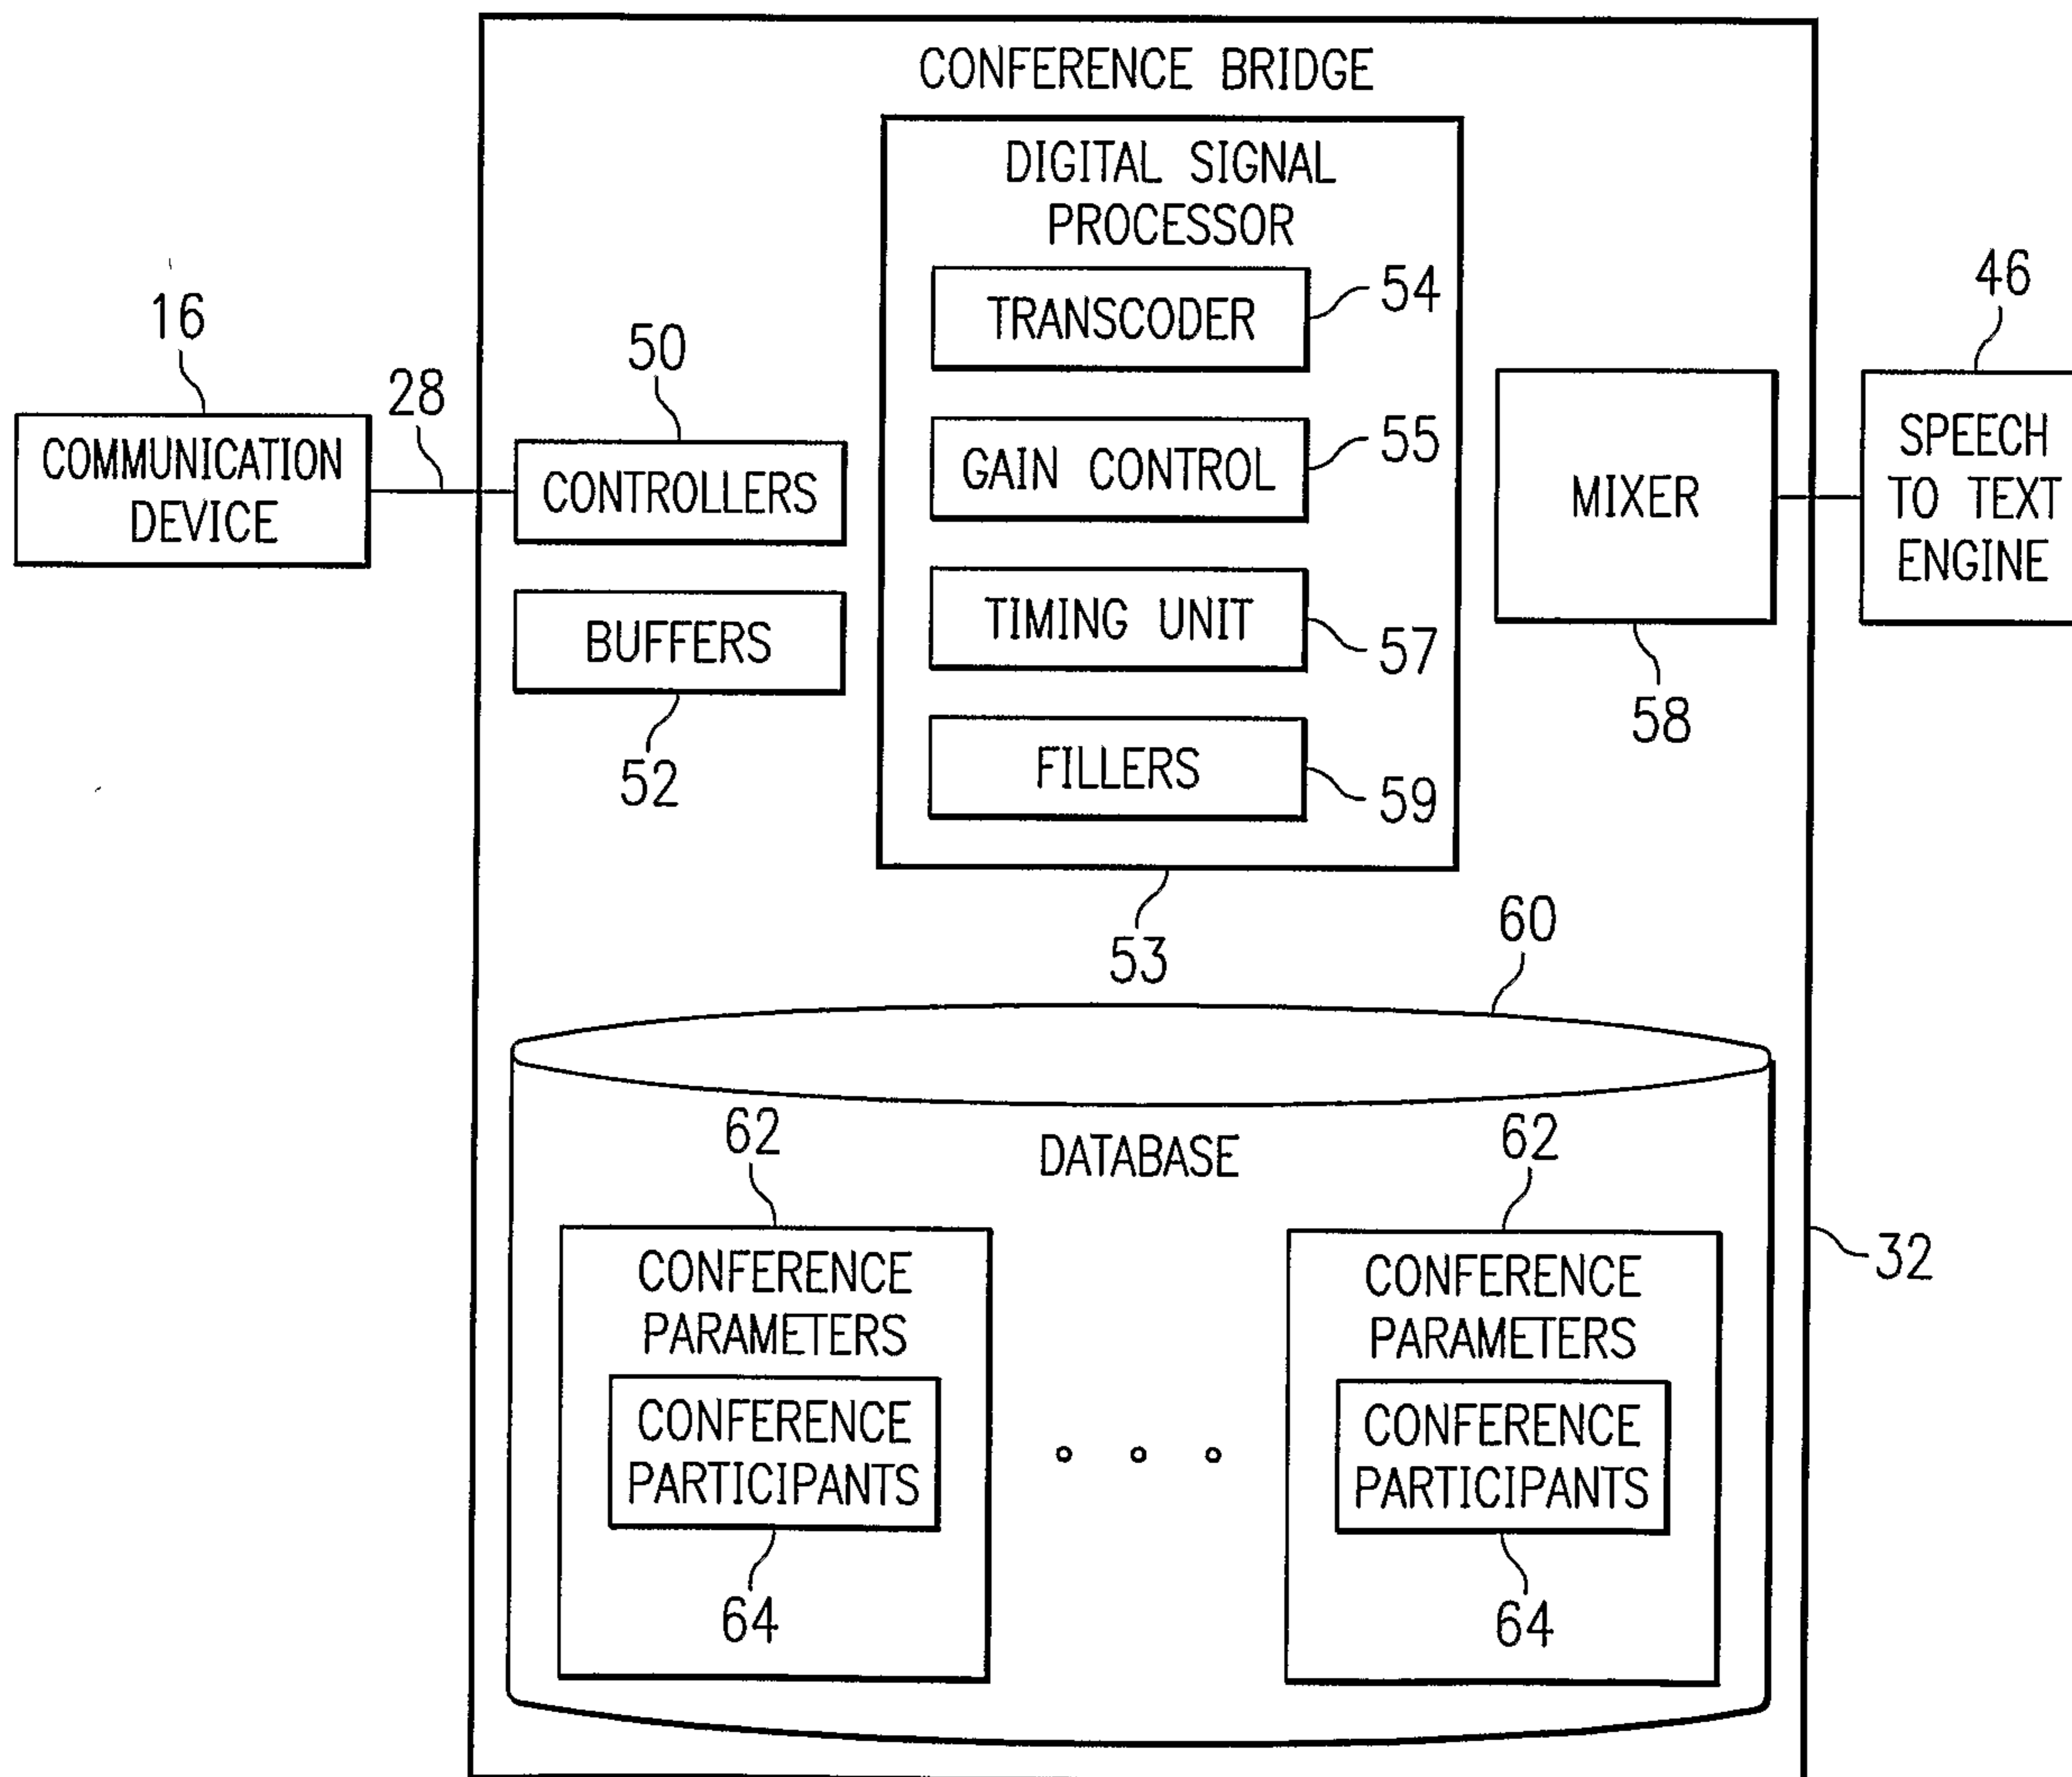 CONFERENCE BRIDGE
DIGITAL SIGNAL
PROCESSOR
TRANSCODER
54
GAIN CONTROL
55
TIMING UNIT
57
FILLERS
59
53
16
COMMUNICATION
DEVICE
28
50
CONTROLLERS
BUFFERS
52
MIXER
58
46
SPEECH
TO TEXT
ENGINE
60
DATABASE
62
CONFERENCE
PARAMETERS
CONFERENCE
PARTICIPANTS
64
62
CONFERENCE
PARAMETERS
CONFERENCE
PARTICIPANTS
64
32